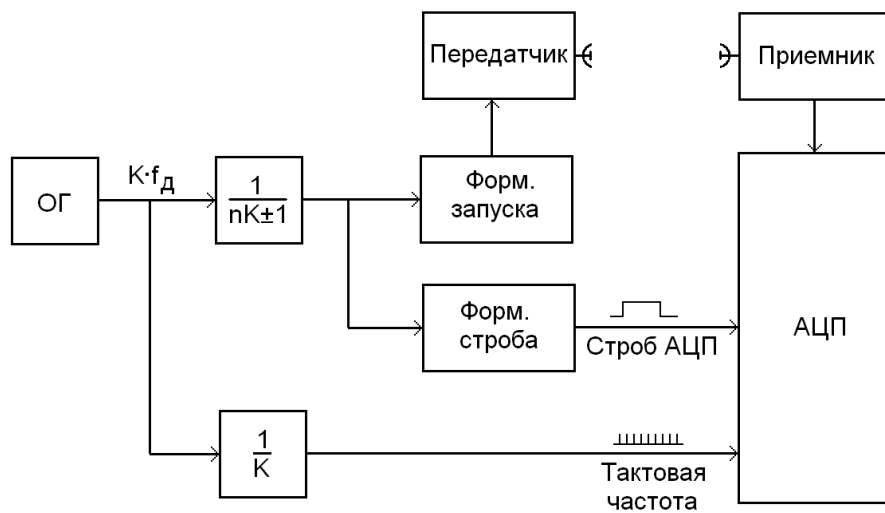 Передатчик
Приемник
ОГ
K·fд
1
nK±1
Форм.
запуска
Форм.
строба
Строб АЦП
АЦП
1
K
Тактовая
частота